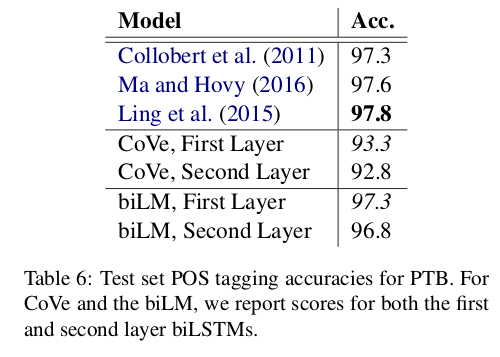 Model Acc.
Collobert et al. (2011) 97.3
Ma and Hovy (2016) 97.6
Ling et al. (2015) 97.8
CoVe, First Layer 93.3
CoVe, Second Layer 92.8
biLM, First Layer 97.3
biLM, Second Layer 96.8
Table 6: Test set POS tagging accuracies for PTB. For
CoVe and the biLM, we report scores for both the first
and second layer biLSTMs.